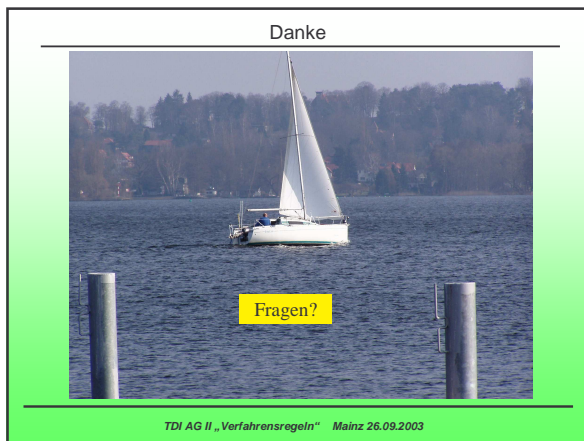 Danke
Fragen?
TDI AG II „Verfahrensregeln“ Mainz 26.09.2003